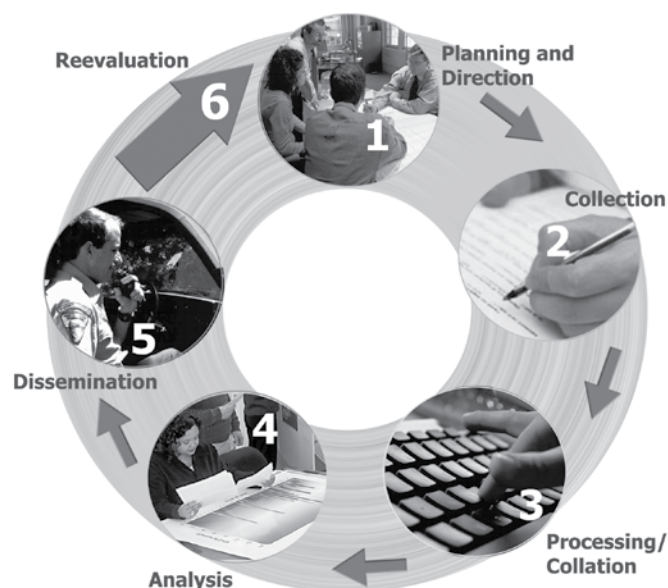 Reevaluation
6
1
Planning and
Direction
Collection
2
3
Processing/
Collation
4
Analysis
5
Dissemination